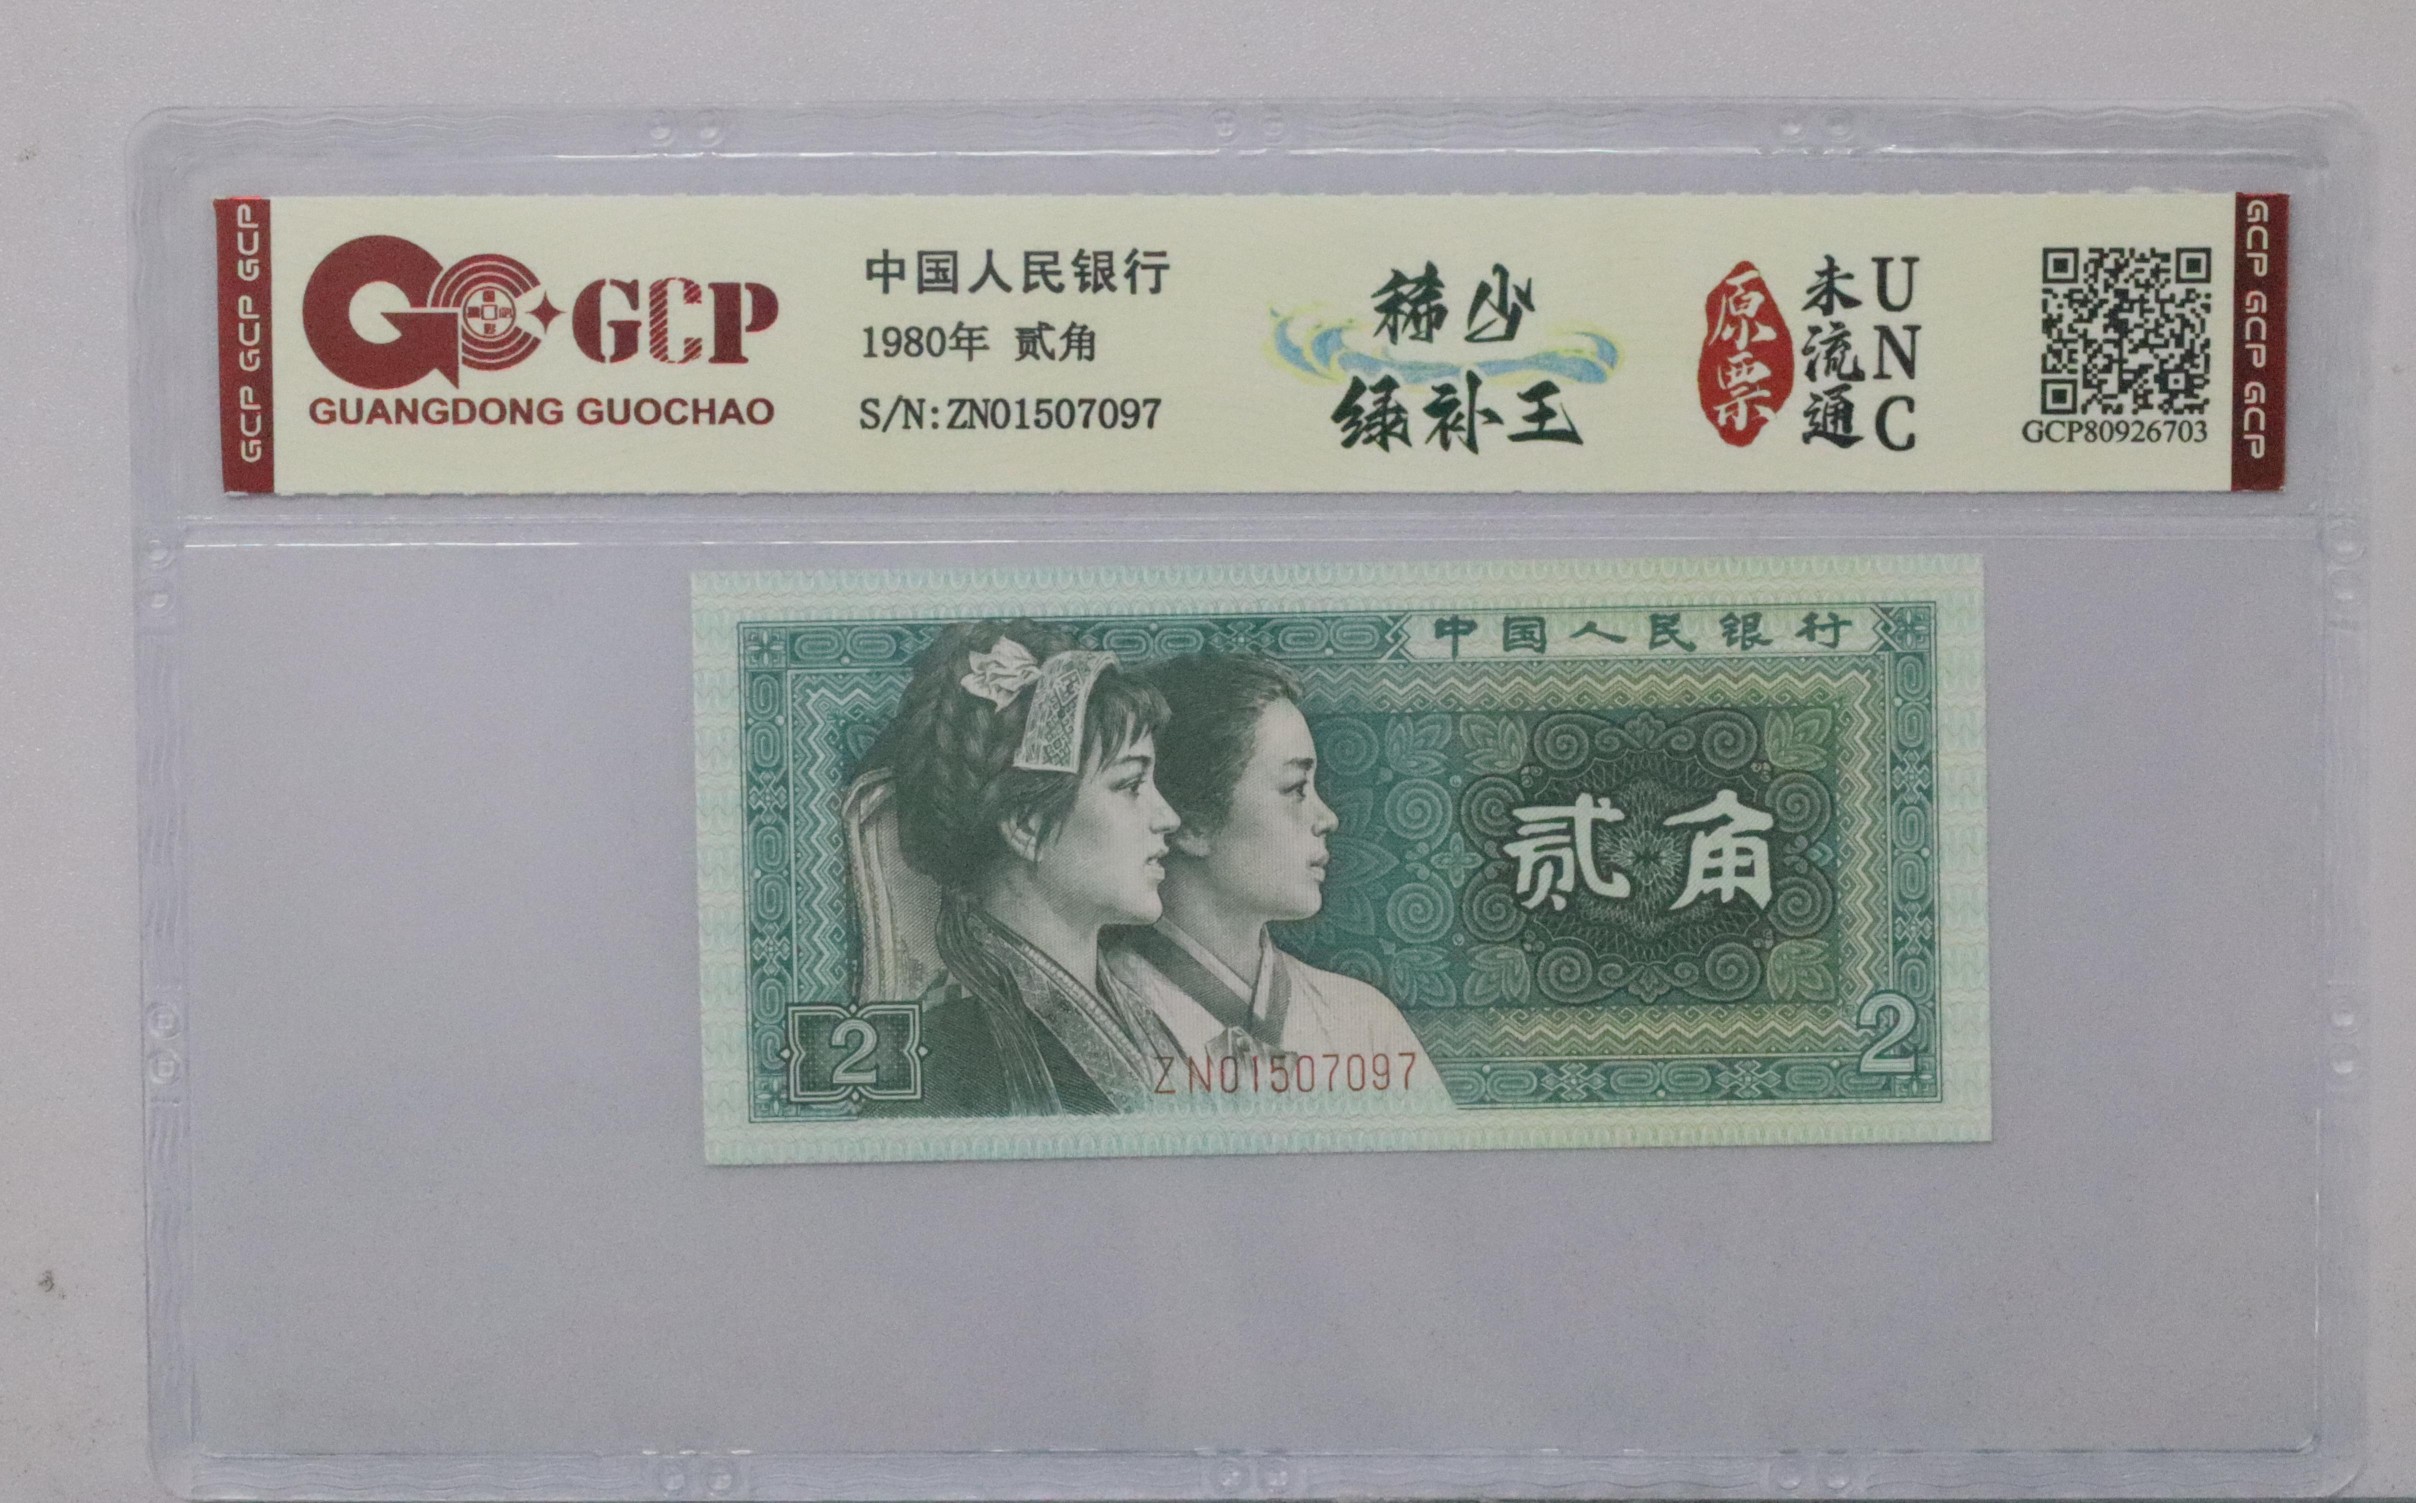 GCP GCP GCP GCP
GCP
GUANGDONG GUOCHAO
中国人民银行
1980年 贰角
S/N:ZN01507097
稀少
绿补王
原票
未流通
UNC
GCP80926703
GCP GCP GCP GCP
中国人民银行
贰角
2
ZN01507097
2